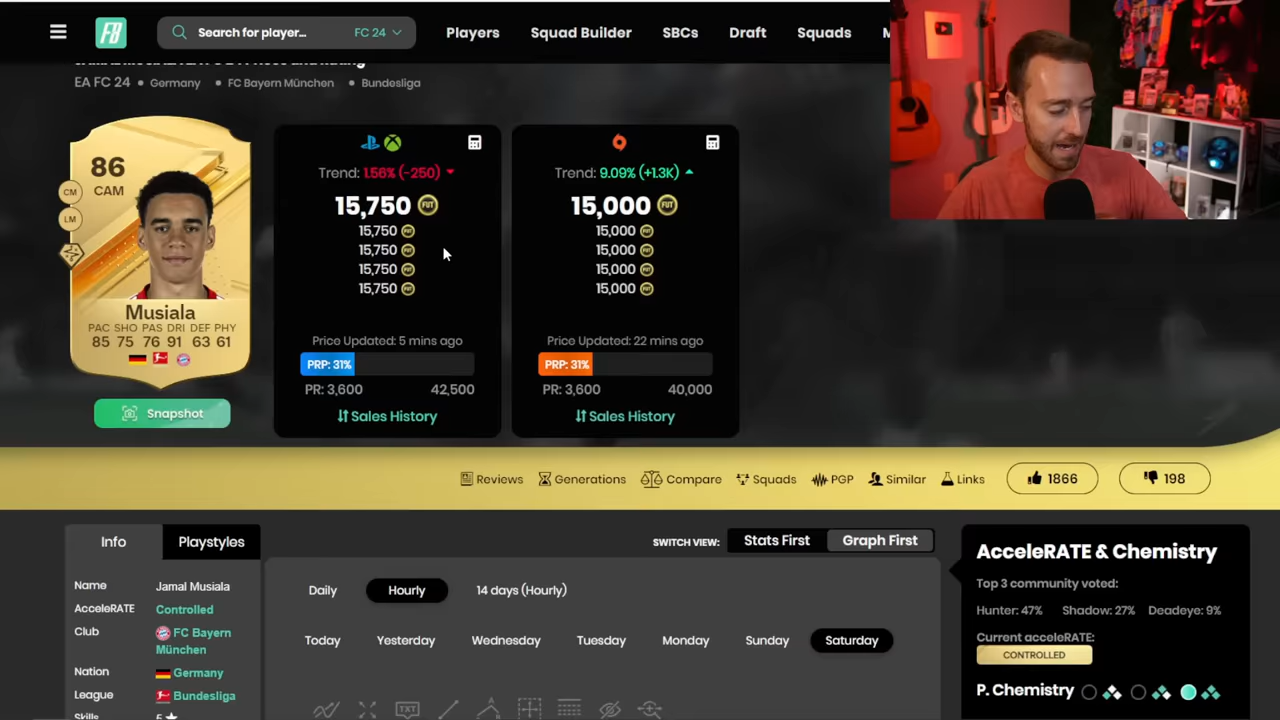 FB
Search for player...
FC 24
Players
Squad Builder
SBCs
Draft
Squads
EA FC 24
Germany
FC Bayern München
Bundesliga
86
CAM
CM
LM
Musiala
PAC SHO PAS DRI DEF PHY
85 75 76 91 63 61
Snapshot
Trend: 1.56% (-250)
15,750 FUT
15,750
15,750
15,750
15,750
Price Updated: 5 mins ago
PRP: 31%
PR: 3,600
42,500
Sales History
Trend: 9.09% (+1.3K)
15,000 FUT
15,000
15,000
15,000
15,000
Price Updated: 22 mins ago
PRP: 31%
PR: 3,600
40,000
Sales History
Reviews
Generations
Compare
Squads
PGP
Similar
Links
1866
198
Info
Playstyles
Name
Jamal Musiala
AcceleRATE
Controlled
Club
FC Bayern
München
Nation
Germany
League
Bundesliga
Skills
5
SWITCH VIEW:
Stats First
Graph First
Daily
Hourly
14 days (Hourly)
Today
Yesterday
Wednesday
Tuesday
Monday
Sunday
Saturday
TXT
AcceleRATE & Chemistry
Top 3 community voted:
Hunter: 47%
Shadow: 27%
Deadeye: 9%
Current acceleRATE:
CONTROLLED
P. Chemistry